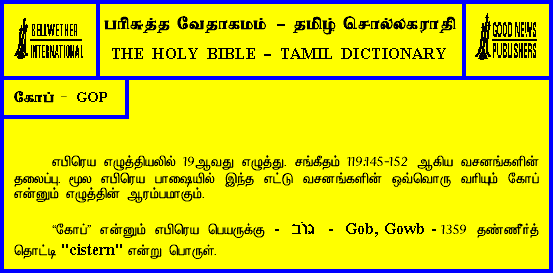 BELLWETHER
INTERNATIONAL
பரிசுத்த வேதாகமம் – தமிழ் சொல்லகராதி
THE HOLY BIBLE – TAMIL DICTIONARY
GOOD NEWS
PUBLISHERS
கோப் - GOP
எபிரெய எழுத்தியலில் 19ஆவது எழுத்து. சங்கீதம் 119:145-152 ஆகிய வசனங்களின்
தலைப்பு. மூல எபிரெய பாஷையில் இந்த எட்டு வசனங்களின் ஒவ்வொரு வரியும் கோப்
என்னும் எழுத்தின் ஆரம்பமாகும்.
“கோப்” என்னும் எபிரெய பெயருக்கு - גֹּוב - Gob, Gowb - 1359 தண்ணீர்த்
தொட்டி "cistern" என்று பொருள்.